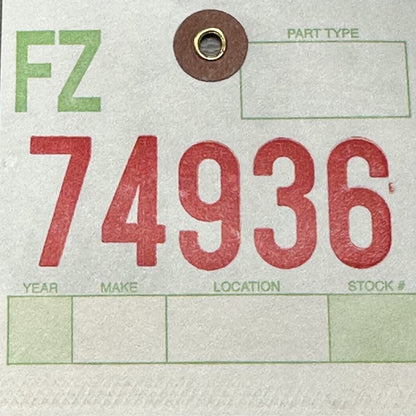 FZ
PART TYPE
74936
YEAR MAKE LOCATION STOCK #